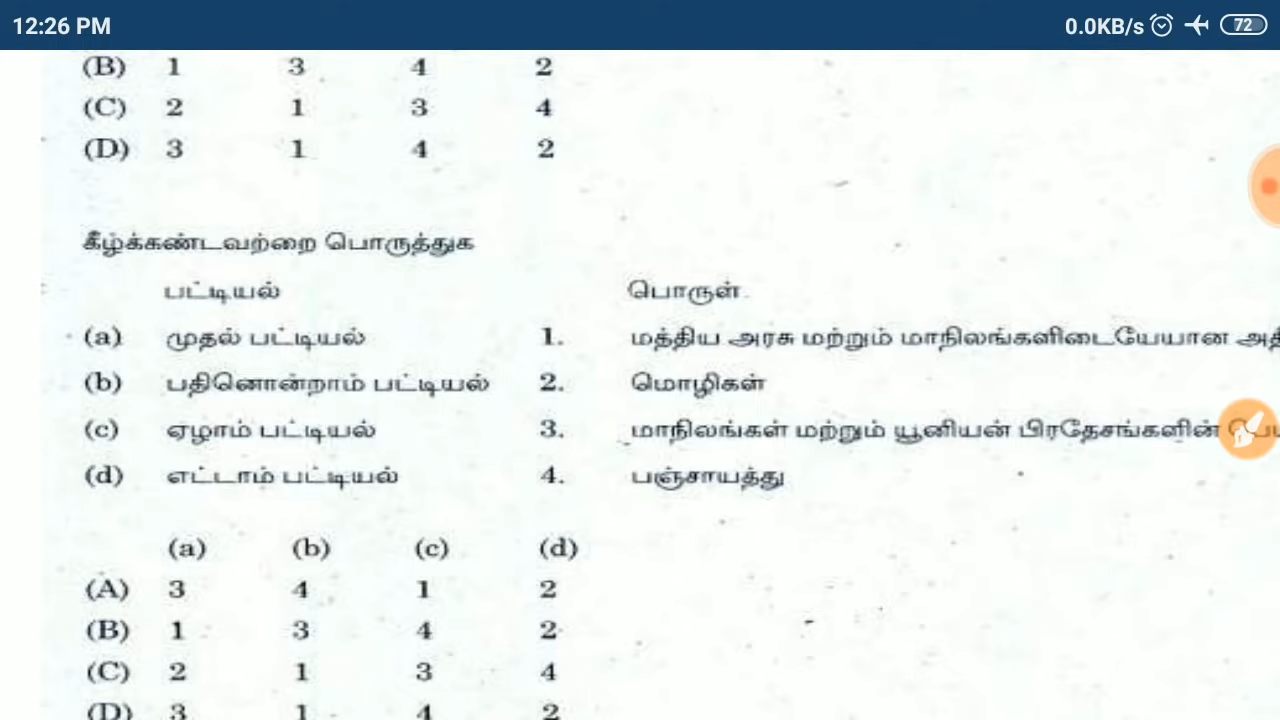 12:26 PM 0.0KB/s 72
(B) 1 3 4 2
(C) 2 1 3 4
(D) 3 1 4 2
கீழ்க்கண்டவற்றை பொருத்துக
பட்டியல் பொருள்
(a) முதல் பட்டியல் 1. மத்திய அரசு மற்றும் மாநிலங்களிடையேயான
(b) பதினொன்றாம் பட்டியல் 2. மொழிகள்
(c) ஏழாம் பட்டியல் 3. மாநிலங்கள் மற்றும் யூனியன் பிரதேசங்களின்
(d) எட்டாம் பட்டியல் 4. பஞ்சாயத்து
(a) (b) (c) (d)
(A) 3 4 1 2
(B) 1 3 4 2
(C) 2 1 3 4
(D) 3 1 4 2